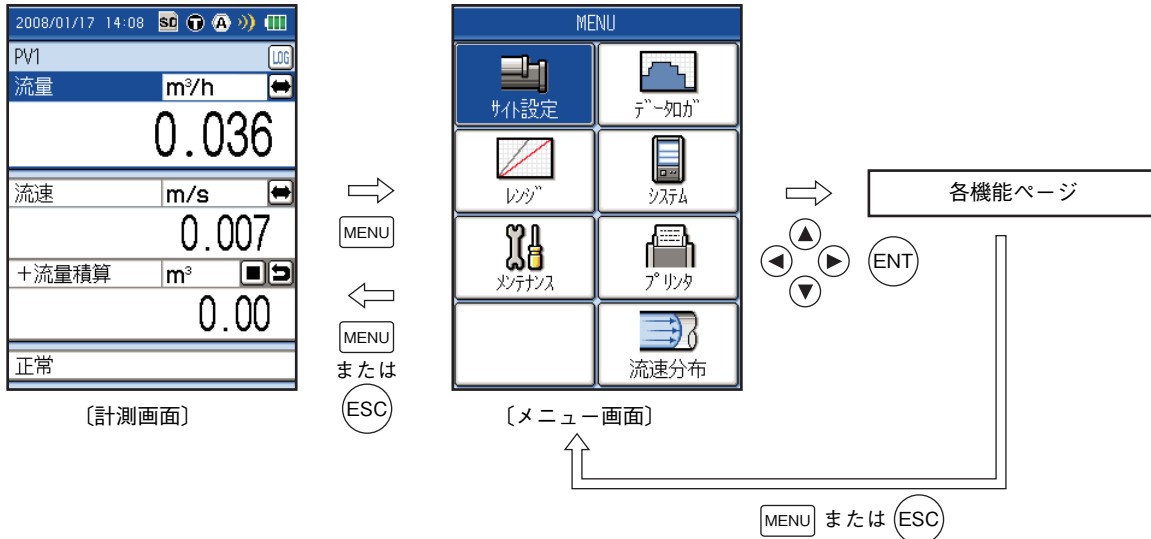 2008/01/17 14:08 SD T A
PV1 LOG
流量 m³/h
0.036
流速 m/s
0.007
+流量積算 m³
0.00
正常
〔計測画面〕
MENU
MENU
または
ESC
MENU
サイト設定 データロガ
レンジ システム
メンテナンス プリンタ
流速分布
〔メニュー画面〕
ENT
各機能ページ
MENU または ESC